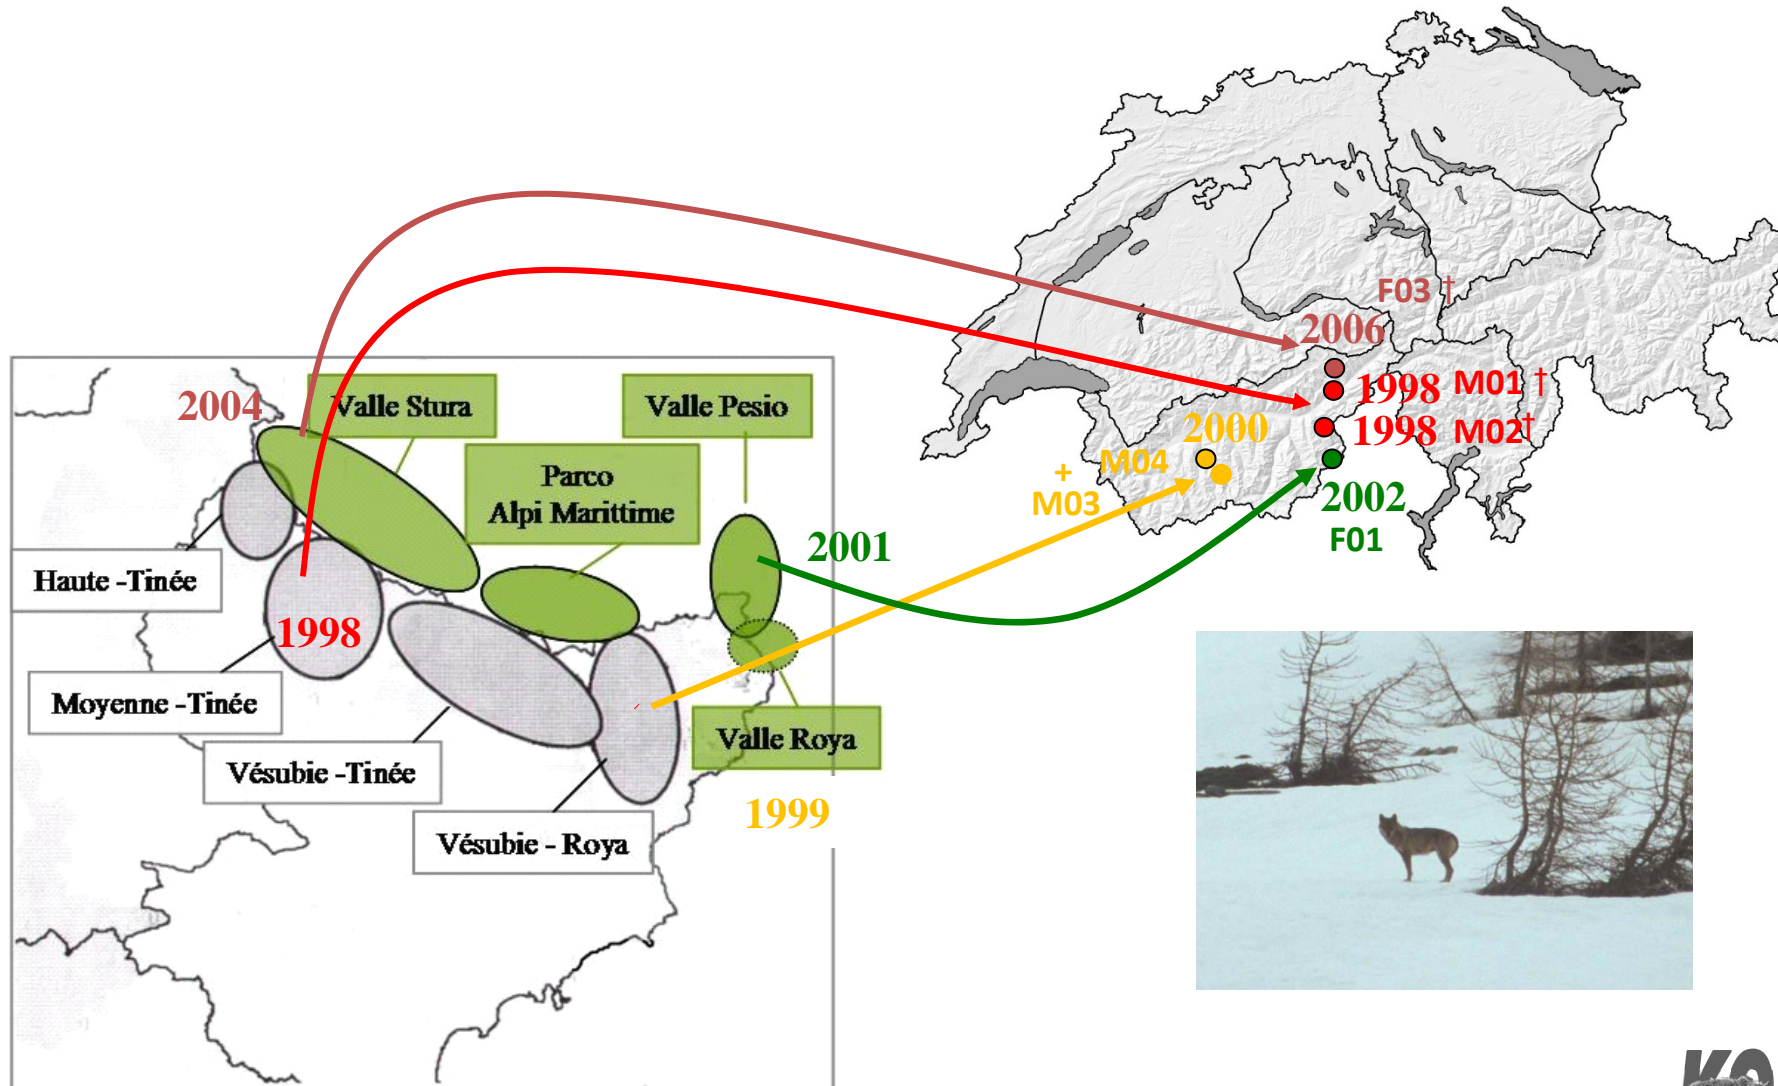 F03 †
2006
1998 M01 †
1998 M02†
2000
M04
+
M03
2002
F01
2004
Valle Stura
Valle Pesio
Parco
Alpi Marittime
2001
Haute -Tinée
1998
Moyenne -Tinée
Valle Roya
Vésubie -Tinée
1999
Vésubie - Roya